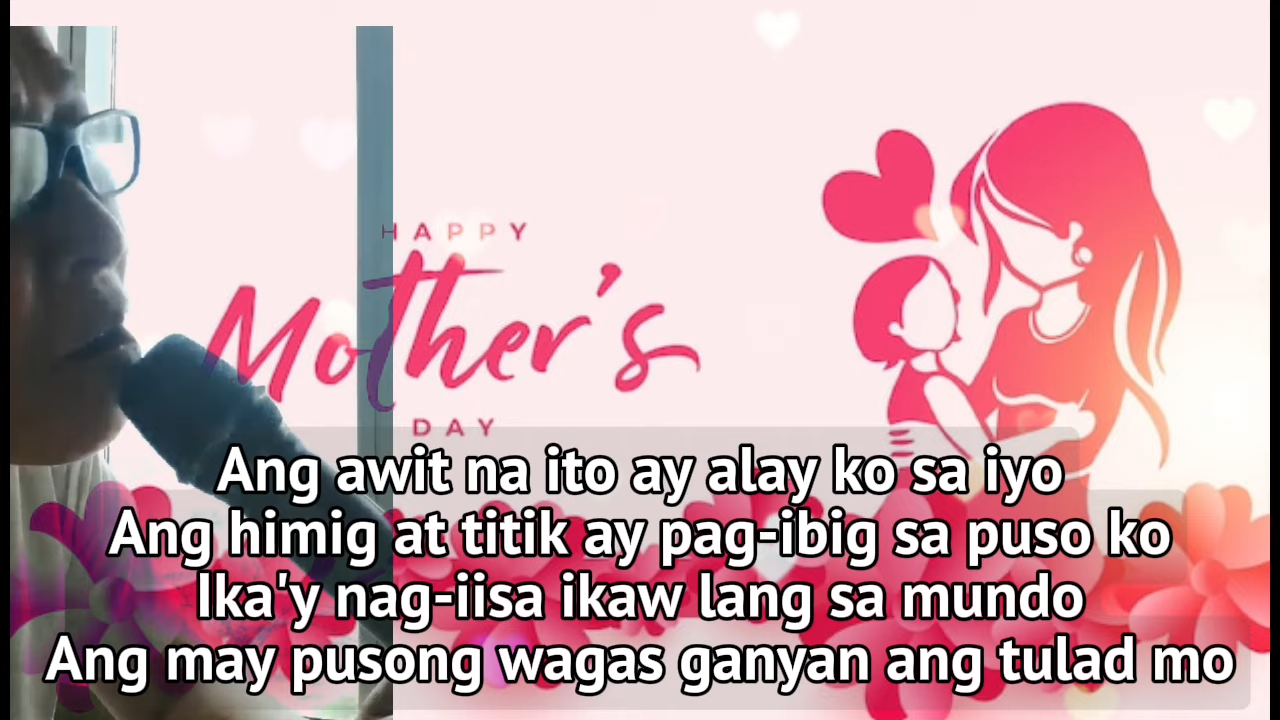 HAPPY
Mother's
DAY
Ang awit na ito ay alay ko sa iyo
Ang himig at titik ay pag-ibig sa puso ko
Ika'y nag-iisa ikaw lang sa mundo
Ang may pusong wagas ganyan ang tulad mo